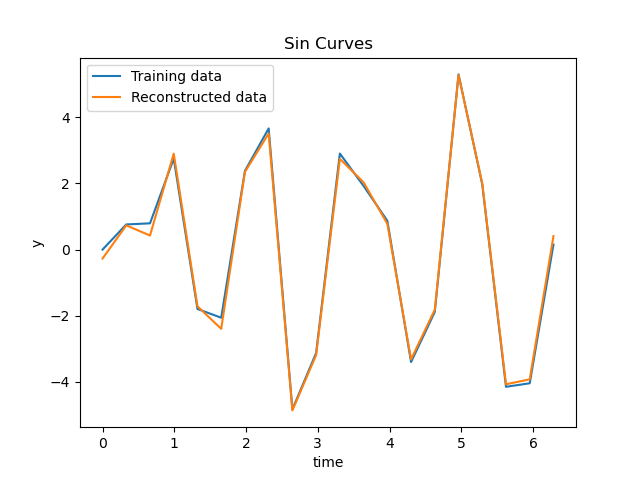 Sin Curves
Training data
Reconstructed data
y
4
2
0
−2
−4
0 1 2 3 4 5 6
time